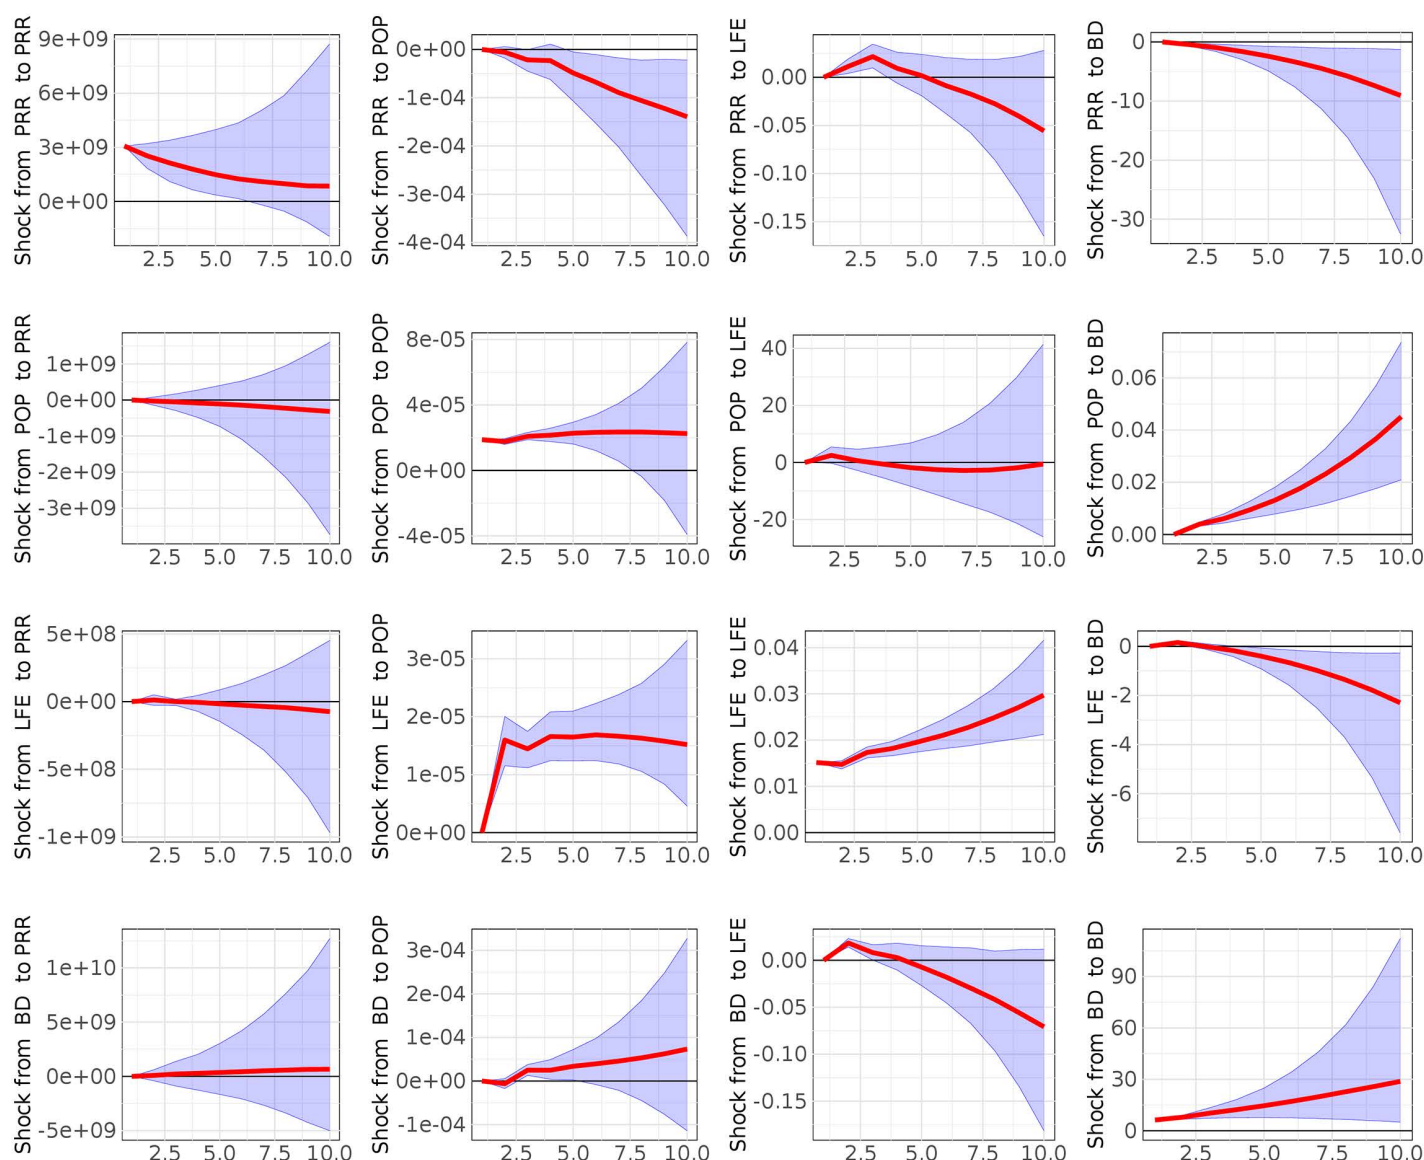 Shock from PRR to PRR
9e+09
6e+09
3e+09
0e+00
2.5 5.0 7.5 10.0
Shock from PRR to POP
0e+00
-1e-04
-2e-04
-3e-04
-4e-04
2.5 5.0 7.5 10.0
Shock from PRR to LFE
0.00
-0.05
-0.10
-0.15
2.5 5.0 7.5 10.0
Shock from PRR to BD
0
-10
-20
-30
2.5 5.0 7.5 10.0
Shock from POP to PRR
1e+09
0e+00
-1e+09
-2e+09
-3e+09
2.5 5.0 7.5 10.0
Shock from POP to POP
8e-05
4e-05
0e+00
-4e-05
2.5 5.0 7.5 10.0
Shock from POP to LFE
40
20
0
-20
2.5 5.0 7.5 10.0
Shock from POP to BD
0.06
0.04
0.02
0.00
2.5 5.0 7.5 10.0
Shock from LFE to PRR
5e+08
0e+00
-5e+08
-1e+09
2.5 5.0 7.5 10.0
Shock from LFE to POP
3e-05
2e-05
1e-05
0e+00
2.5 5.0 7.5 10.0
Shock from LFE to LFE
0.04
0.03
0.02
0.01
0.00
2.5 5.0 7.5 10.0
Shock from LFE to BD
0
-2
-4
-6
2.5 5.0 7.5 10.0
Shock from BD to PRR
1e+10
5e+09
0e+00
-5e+09
2.5 5.0 7.5 10.0
Shock from BD to POP
3e-04
2e-04
1e-04
0e+00
-1e-04
2.5 5.0 7.5 10.0
Shock from BD to LFE
0.00
-0.05
-0.10
-0.15
2.5 5.0 7.5 10.0
Shock from BD to BD
90
60
30
0
2.5 5.0 7.5 10.0